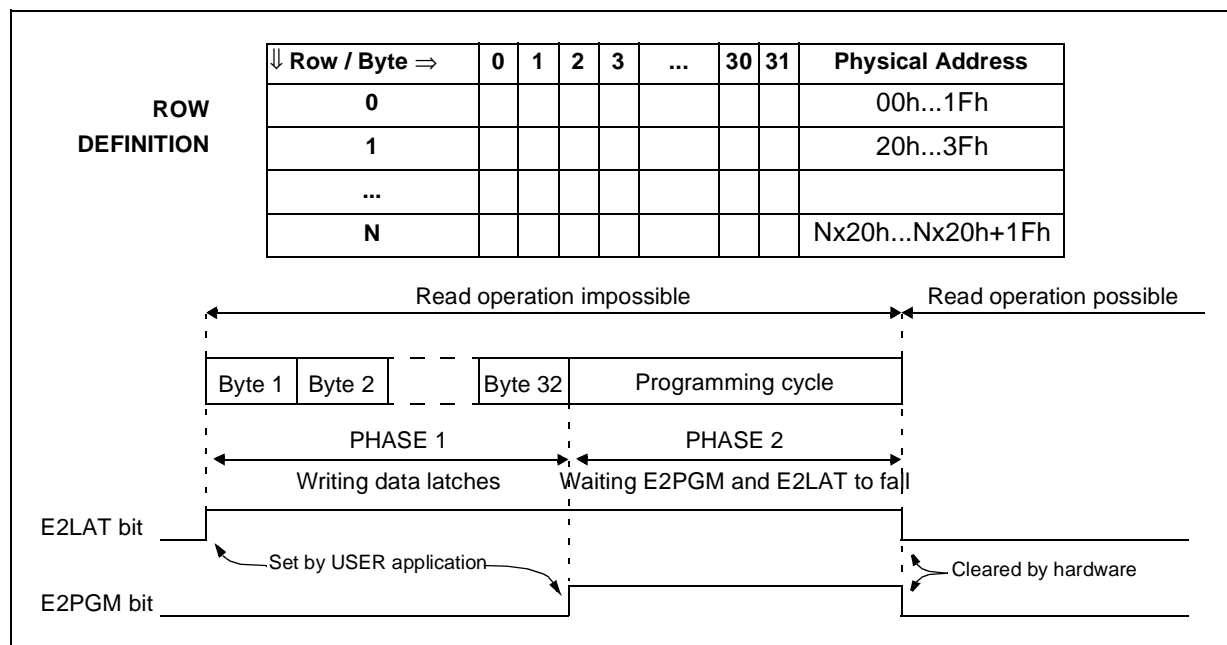 ⇓ Row / Byte ⇒ 0 1 2 3 ... 30 31 Physical Address
ROW DEFINITION
0 00h...1Fh
1 20h...3Fh
...
N Nx20h...Nx20h+1Fh
Read operation impossible Read operation possible
Byte 1 Byte 2 Byte 32 Programming cycle
PHASE 1 PHASE 2
Writing data latches Waiting E2PGM and E2LAT to fall
E2LAT bit
Set by USER application Cleared by hardware
E2PGM bit